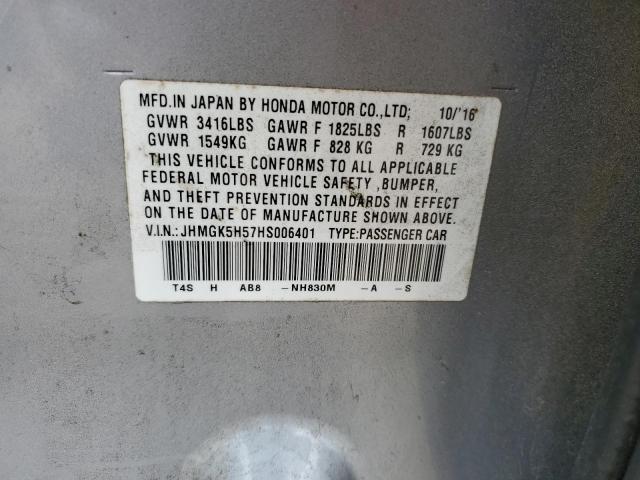 MFD.IN JAPAN BY HONDA MOTOR CO.,LTD; 10/'16
GVWR 3416LBS GAWR F 1825LBS R 1607LBS
GVWR 1549KG GAWR F 828 KG R 729 KG
THIS VEHICLE CONFORMS TO ALL APPLICABLE
FEDERAL MOTOR VEHICLE SAFETY ,BUMPER,
AND THEFT PREVENTION STANDARDS IN EFFECT
ON THE DATE OF MANUFACTURE SHOWN ABOVE.
V.I.N.: JHMGK5H57HS006401 TYPE:PASSENGER CAR
T4S H AB8 -NH830M -A -S